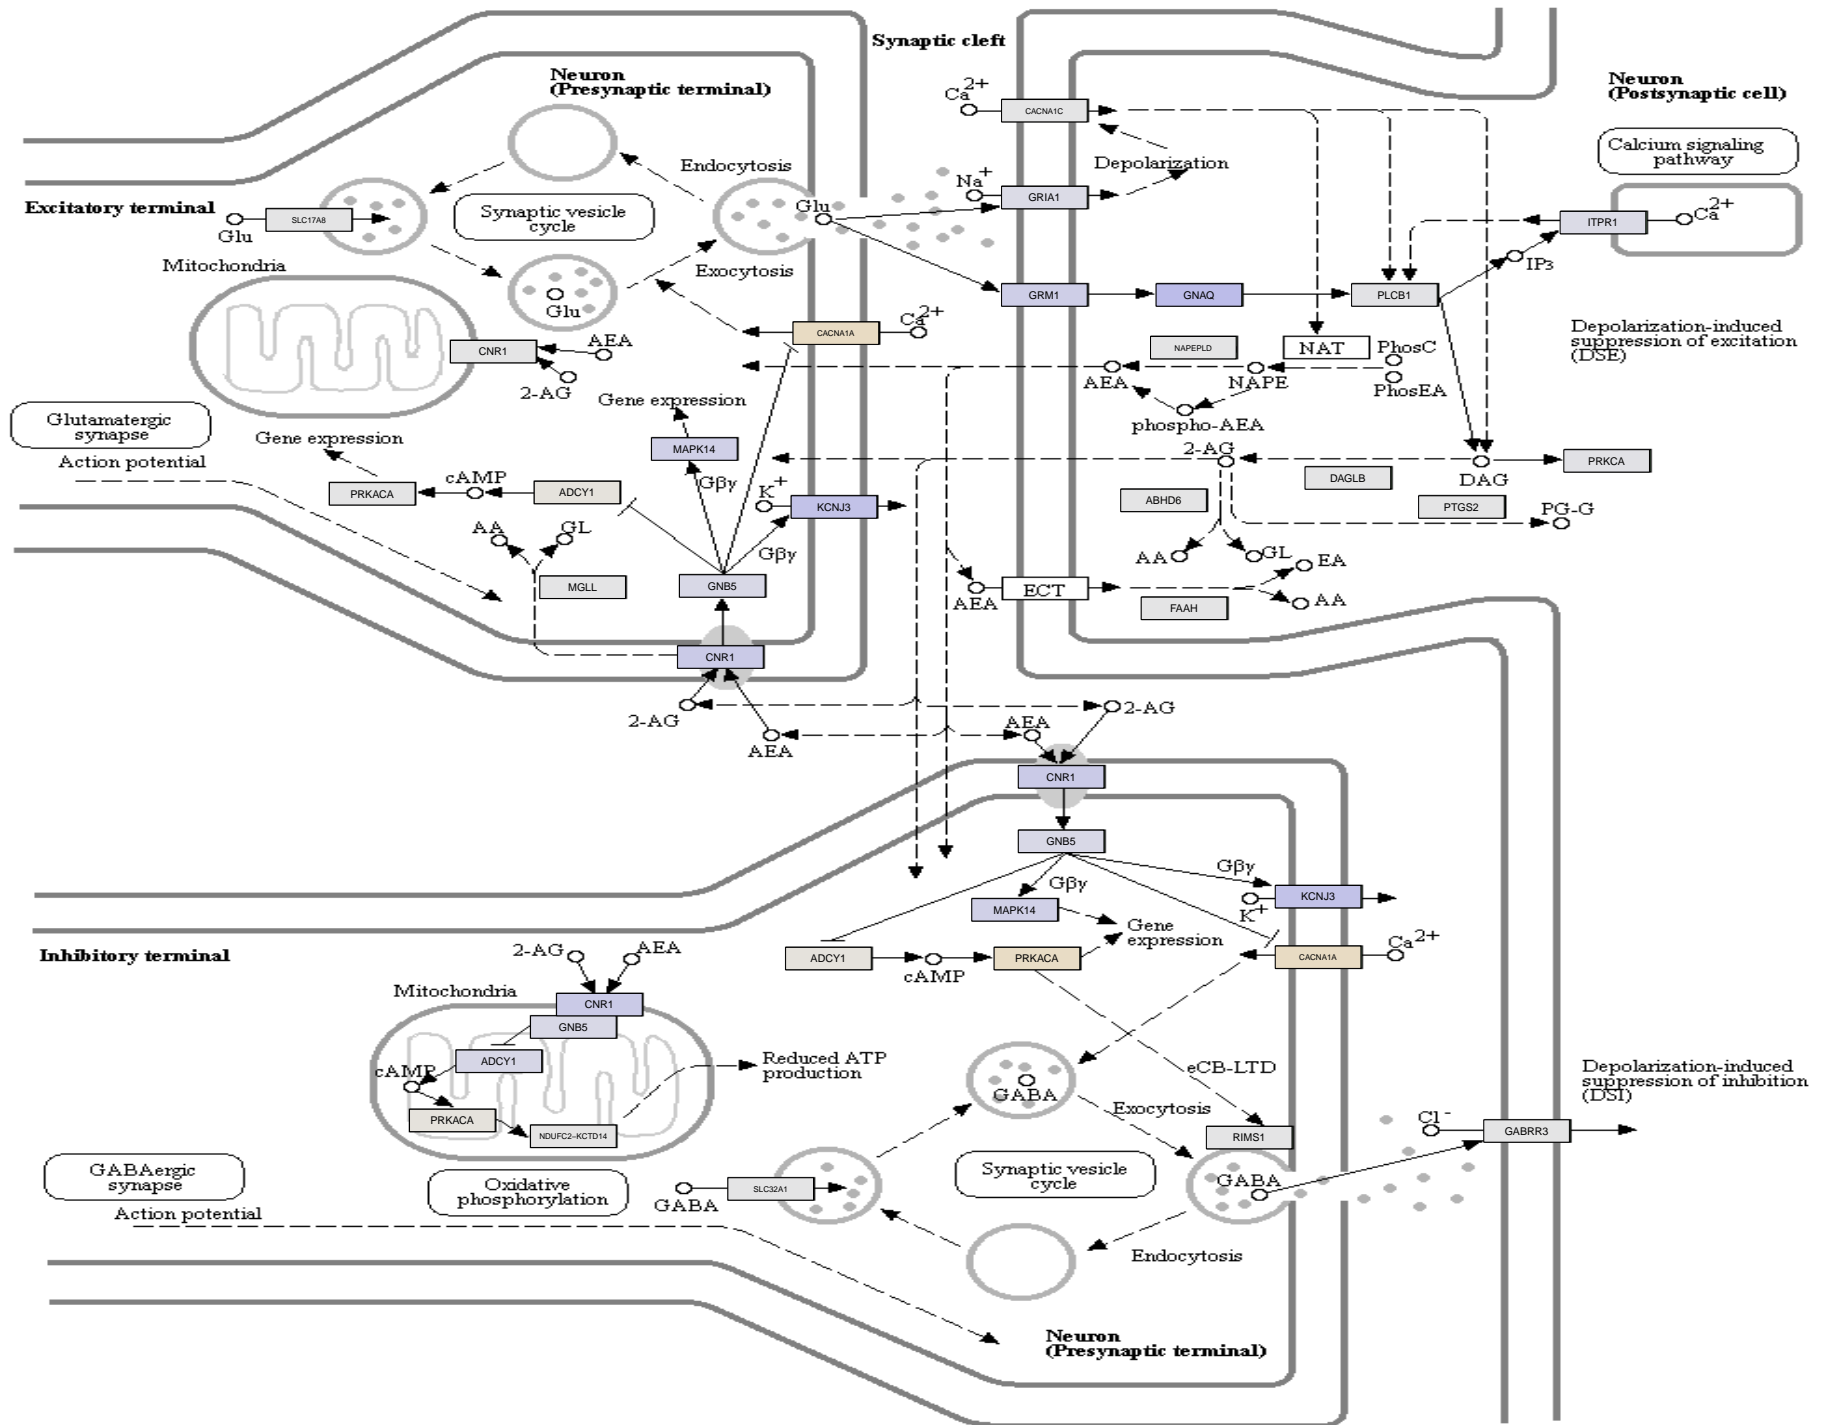 Synaptic cleft
Neuron
(Presynaptic terminal)
Neuron
(Postsynaptic cell)
Ca2+
CACNA1C
Calcium signaling
pathway
Endocytosis
Depolarization
Na+
GRIA1
Excitatory terminal
SLC17A8
Glu
Synaptic vesicle
cycle
Glu
ITPR1
Ca2+
Mitochondria
Exocytosis
IP3
Glu
GRM1
GNAQ
PLCB1
CACNA1A
Ca2+
Depolarization-induced
suppression of excitation
(DSE)
CNR1
AEA
2-AG
NAPEPLD
NAT
PhosC
AEA
NAPE
PhosEA
phospho-AEA
Gene expression
Glutamatergic
synapse
Gene expression
Action potential
MAPK14
2-AG
DAG
PRKCA
DAGLB
cAMP
PRKACA
ADCY1
Gβγ
K+
KCNJ3
ABHD6
PTGS2
PG-G
AA
GL
Gβγ
AA
GL
EA
MGLL
GNB5
AEA
ECT
FAAH
AA
CNR1
2-AG
AEA
AEA
2-AG
CNR1
GNB5
Gβγ
Gβγ
MAPK14
KCNJ3
K+
Gene
expression
Inhibitory terminal
2-AG
AEA
ADCY1
cAMP
PRKACA
CACNA1A
Ca2+
Mitochondria
CNR1
GNB5
ADCY1
cAMP
Reduced ATP
production
PRKACA
NDUFC2-KCTD14
eCB-LTD
GABA
Exocytosis
Depolarization-induced
suppression of inhibition
(DSI)
Cl-
GABRR3
RIMS1
GABAergic
synapse
Oxidative
phosphorylation
GABA
SLC32A1
Synaptic vesicle
cycle
GABA
Action potential
Endocytosis
Neuron
(Presynaptic terminal)